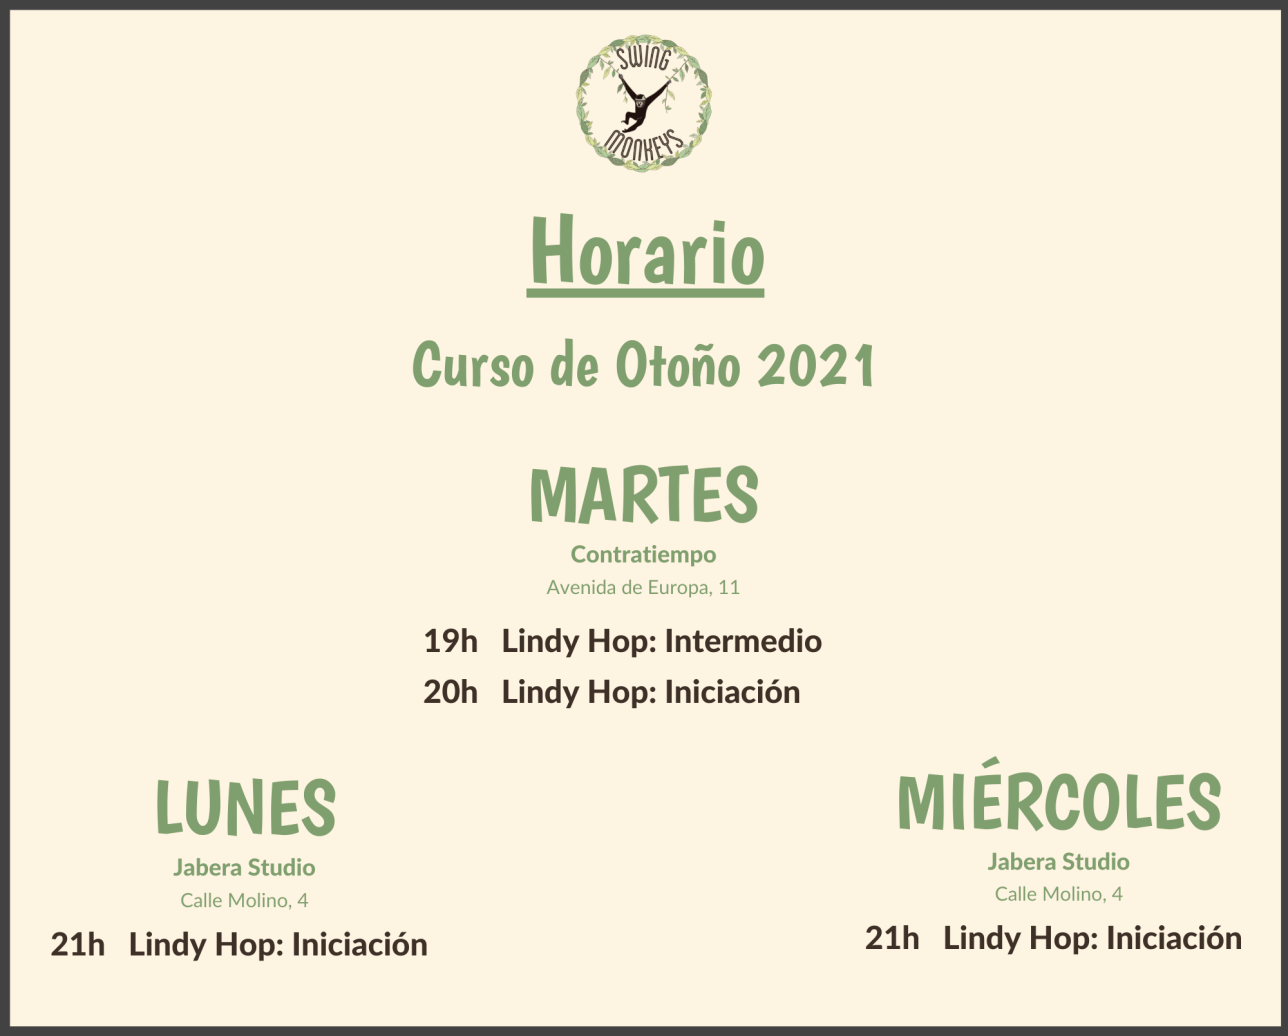 SWING
MONKEYS
Horario
Curso de Otoño 2021
MARTES
Contratiempo
Avenida de Europa, 11
19h Lindy Hop: Intermedio
20h Lindy Hop: Iniciación
LUNES
Jabera Studio
Calle Molino, 4
21h Lindy Hop: Iniciación
MIÉRCOLES
Jabera Studio
Calle Molino, 4
21h Lindy Hop: Iniciación